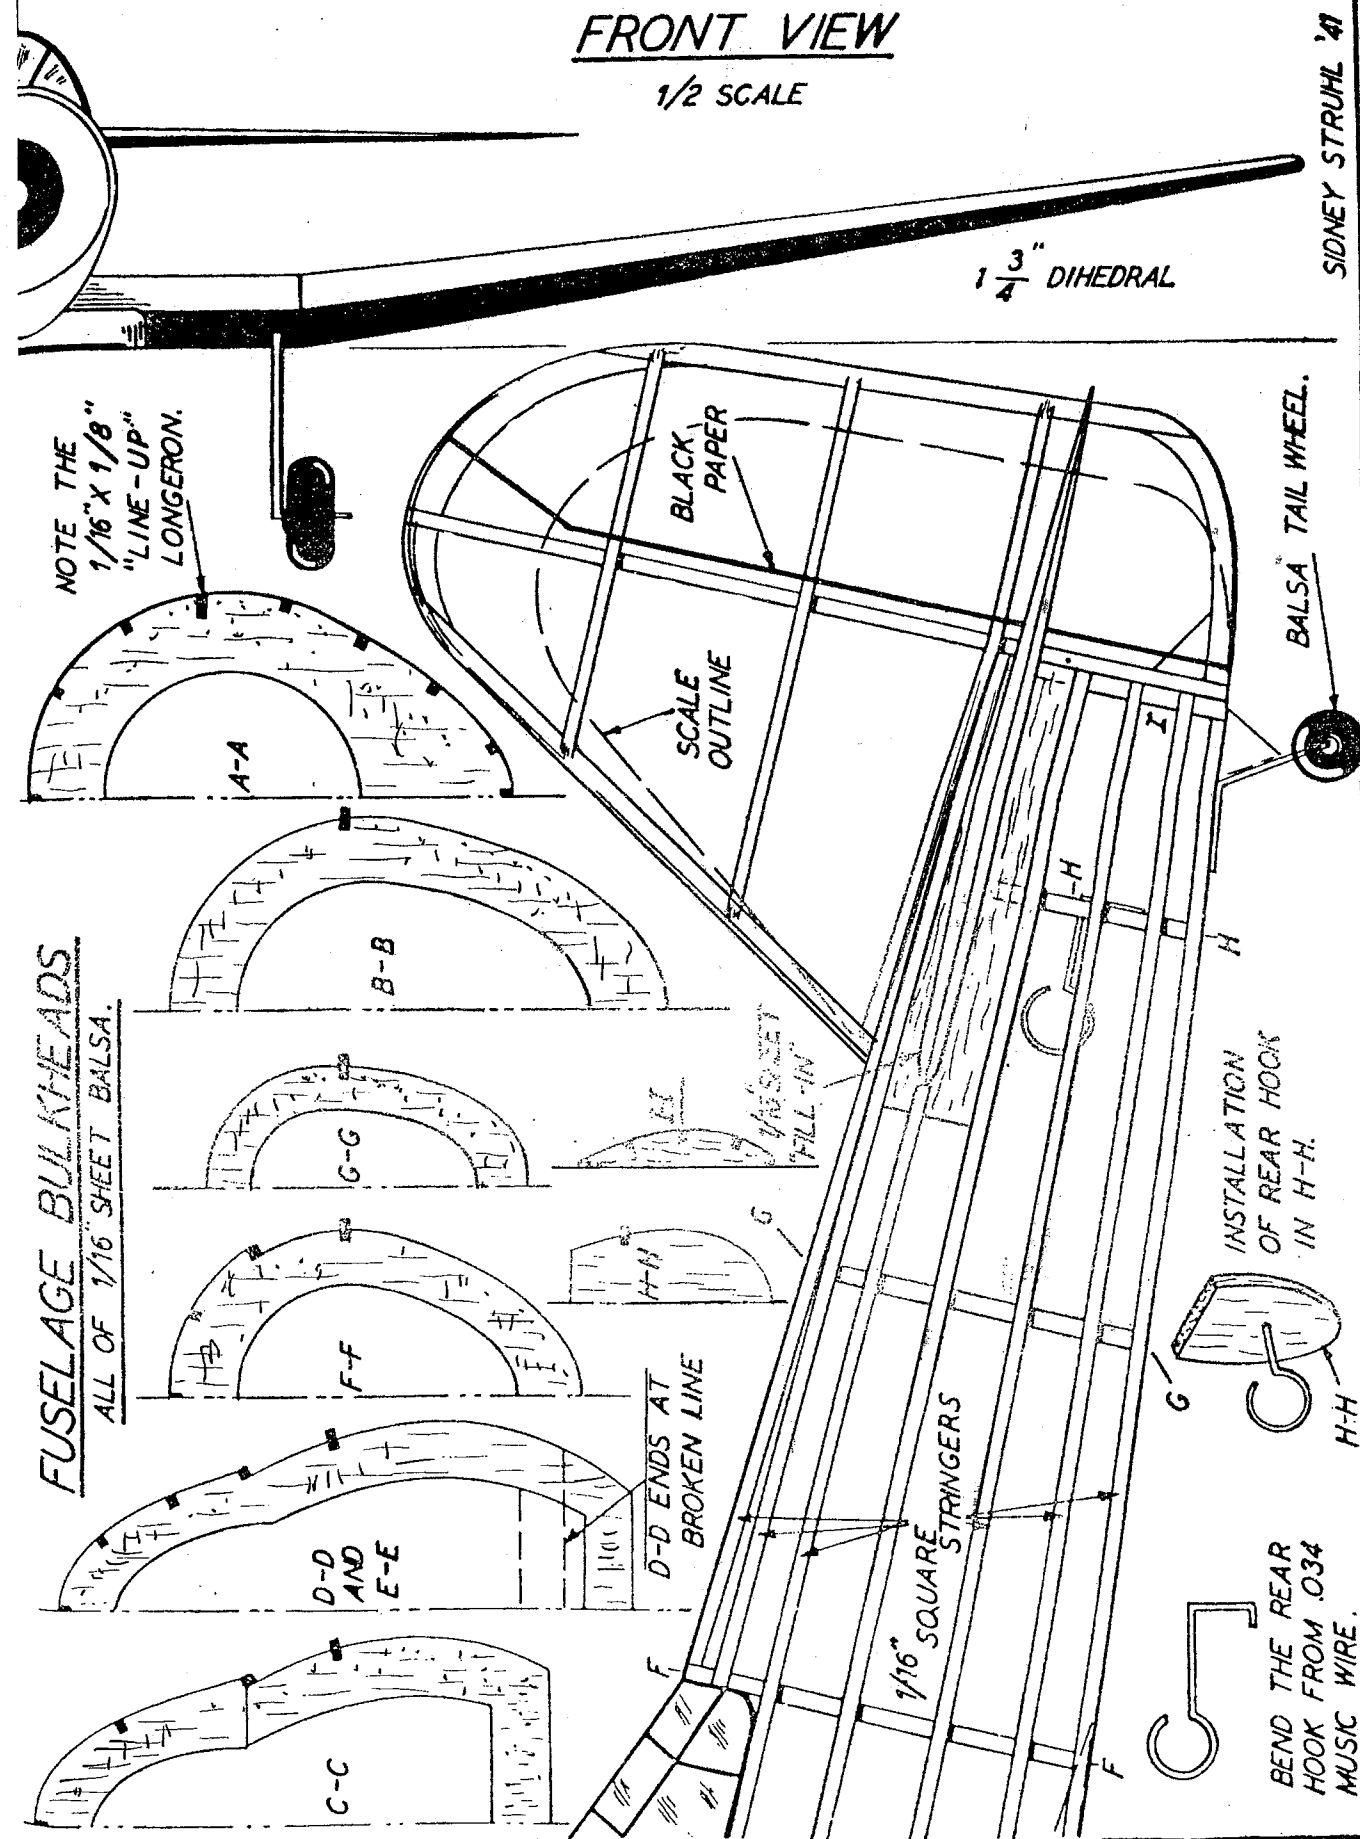 FRONT VIEW
1/2 SCALE
SIDNEY STRUHL '41
1 3/4" DIHEDRAL
NOTE THE
1/16" X 1/8"
"LINE-UP"
LONGERON.
BLACK
PAPER
SCALE
OUTLINE
BALSA TAIL WHEEL.
FUSELAGE BULKHEADS
ALL OF 1/16" SHEET BALSA.
A-A
B-B
G-G
F-F
D-D
AND
E-E
C-C
I-I
H-H
1/16 SHEET
"FILL-IN"
D-D ENDS AT
BROKEN LINE
I
H
H
G
G
F
F
1/16" SQUARE
STRINGERS
INSTALLATION
OF REAR HOOK
IN H-H.
H-H
BEND THE REAR
HOOK FROM .034
MUSIC WIRE.